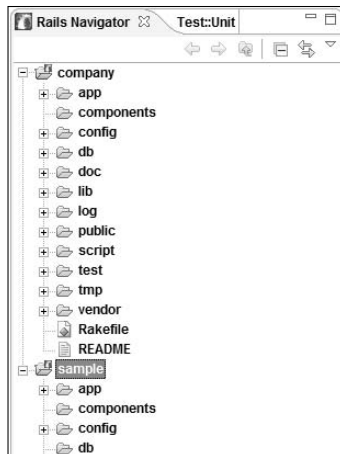 Rails Navigator Test::Unit
company
app
components
config
db
doc
lib
log
public
script
test
tmp
vendor
Rakefile
README
sample
app
components
config
db